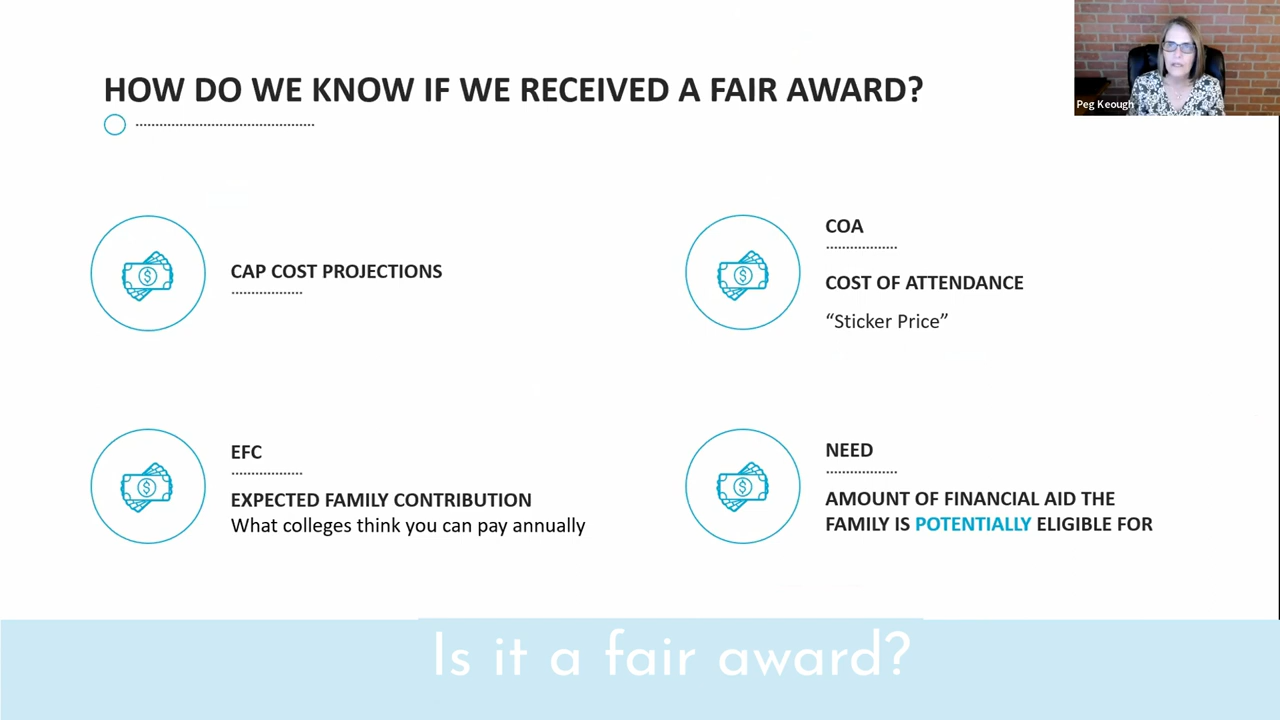 HOW DO WE KNOW IF WE RECEIVED A FAIR AWARD?
Peg Keough
CAP COST PROJECTIONS
COA
COST OF ATTENDANCE
“Sticker Price”
EFC
EXPECTED FAMILY CONTRIBUTION
What colleges think you can pay annually
NEED
AMOUNT OF FINANCIAL AID THE
FAMILY IS POTENTIALLY ELIGIBLE FOR
Is it a fair award?